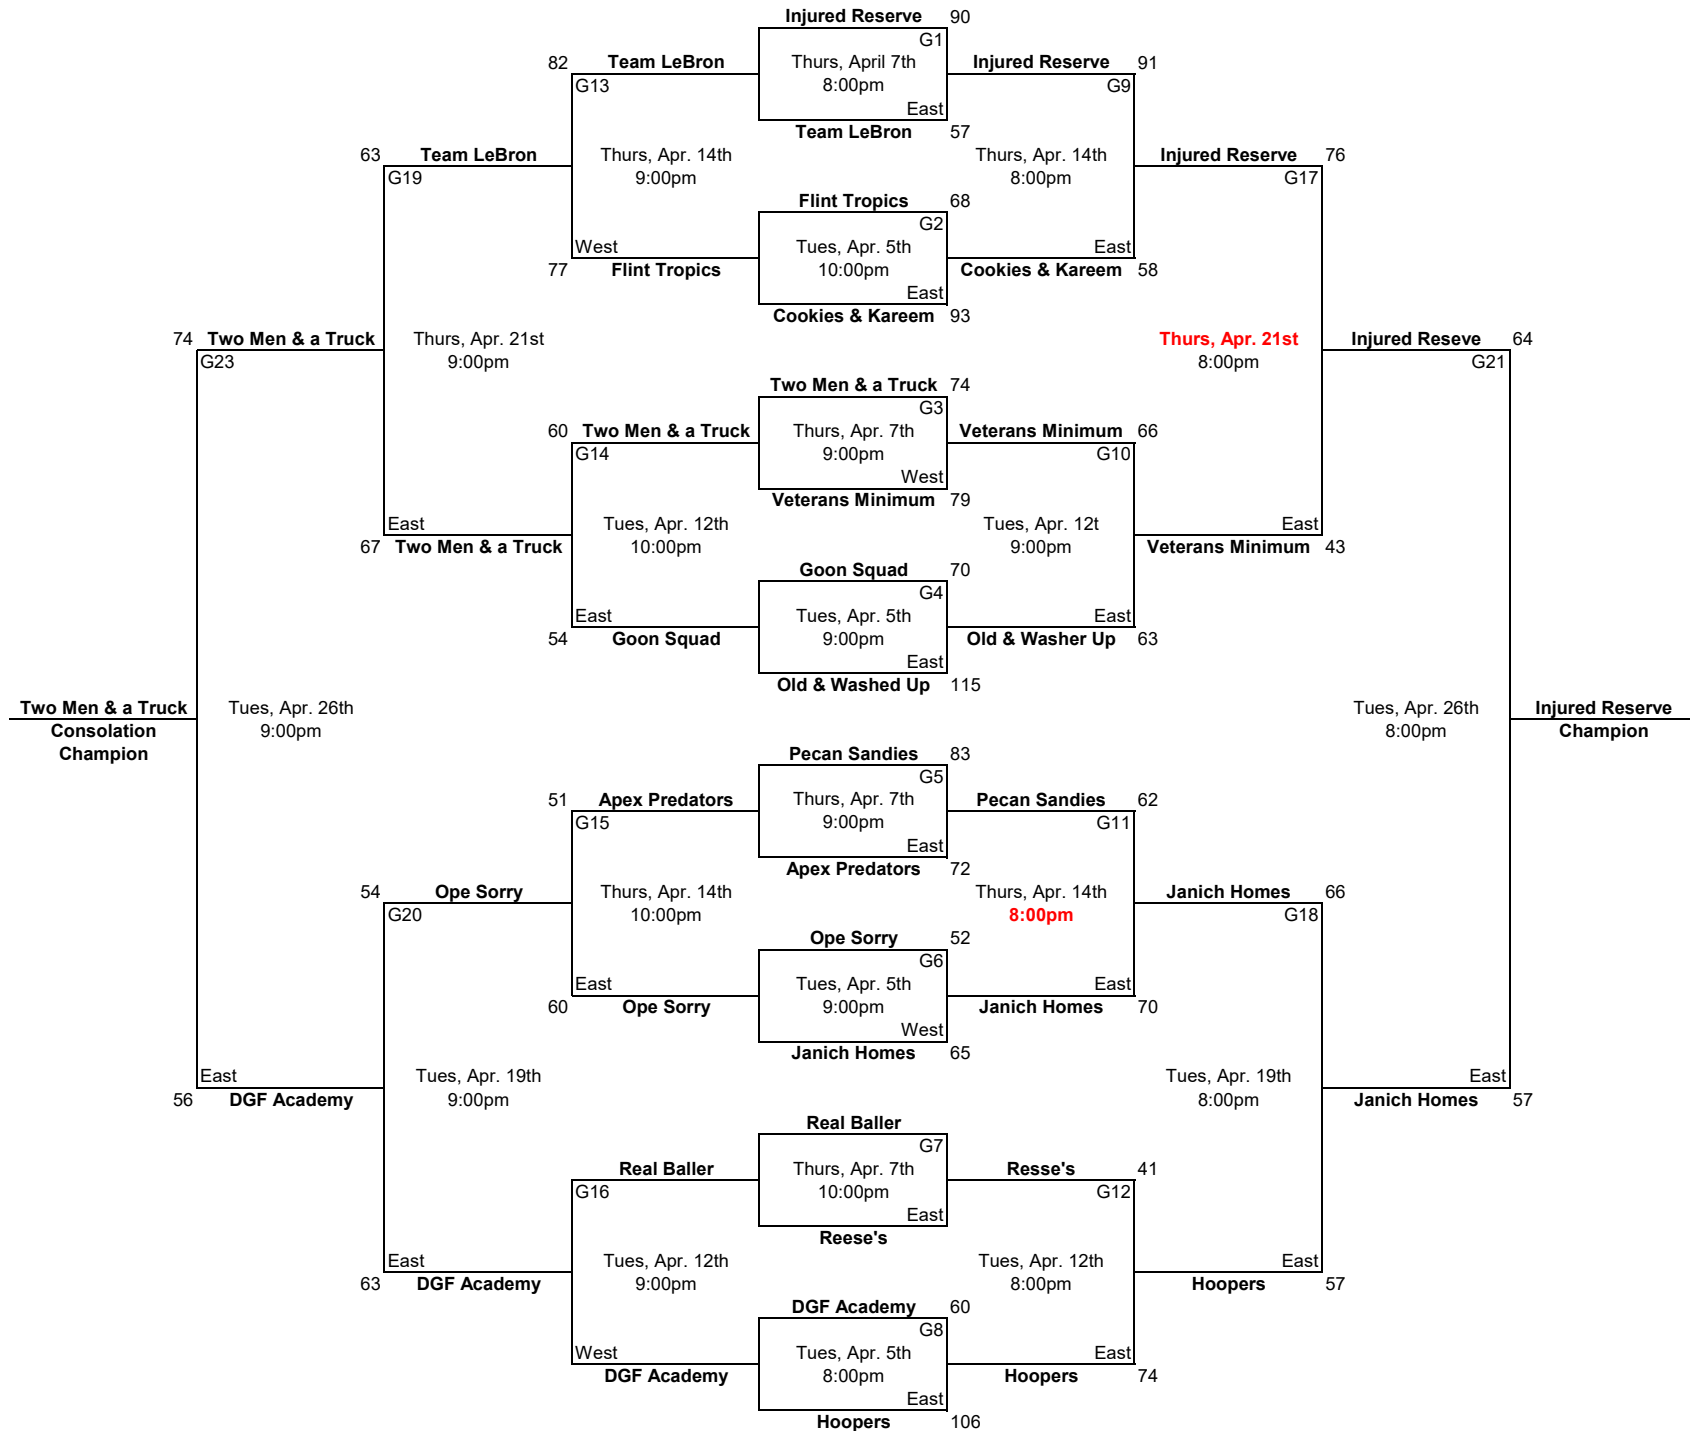 Injured Reserve 90
G1
82 Team LeBron Thurs, April 7th Injured Reserve 91
G13 8:00pm G9
East
Team LeBron 57
63 Team LeBron Thurs, Apr. 14th Thurs, Apr. 14th Injured Reserve 76
G19 9:00pm 8:00pm G17
Flint Tropics 68
G2
West Tues, Apr. 5th East
77 Flint Tropics 10:00pm Cookies & Kareem 58
East
Cookies & Kareem 93
74 Two Men & a Truck Thurs, Apr. 21st Thurs, Apr. 21st Injured Reseve 64
G23 9:00pm 8:00pm G21
Two Men & a Truck 74
G3
60 Two Men & a Truck Thurs, Apr. 7th Veterans Minimum 66
G14 9:00pm G10
West
Veterans Minimum 79
East Tues, Apr. 12th Tues, Apr. 12t East
67 Two Men & a Truck 10:00pm 9:00pm Veterans Minimum 43
Goon Squad 70
G4
East Tues, Apr. 5th East
54 Goon Squad 9:00pm Old & Washer Up 63
East
Old & Washed Up 115
Two Men & a Truck Tues, Apr. 26th Tues, Apr. 26th Injured Reserve
Consolation 9:00pm 8:00pm Champion
Champion Pecan Sandies 83
G5
51 Apex Predators Thurs, Apr. 7th Pecan Sandies 62
G15 9:00pm G11
East
Apex Predators 72
54 Ope Sorry Thurs, Apr. 14th Thurs, Apr. 14th Janich Homes 66
G20 10:00pm 8:00pm G18
Ope Sorry 52
G6
East Tues, Apr. 5th East
60 Ope Sorry 9:00pm Janich Homes 70
West
Janich Homes 65
East Tues, Apr. 19th Tues, Apr. 19th East
56 DGF Academy 9:00pm 8:00pm Janich Homes 57
Real Baller
G7
Real Baller Thurs, Apr. 7th Resse's 41
G16 10:00pm G12
East
Reese's
East Tues, Apr. 12th Tues, Apr. 12th East
63 DGF Academy 9:00pm 8:00pm Hoopers 57
DGF Academy 60
G8
West Tues, Apr. 5th East
DGF Academy 8:00pm Hoopers 74
East
Hoopers 106